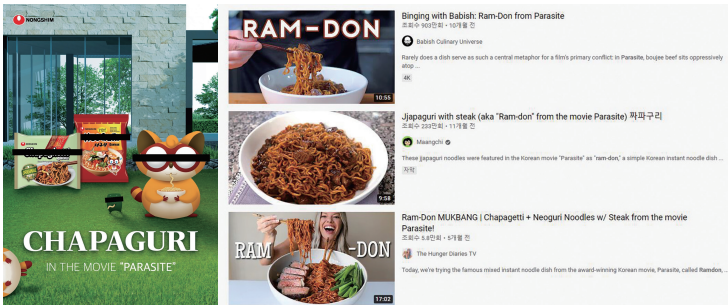 NONGSHIM
CHAPAGURI
IN THE MOVIE "PARASITE"
RAM-DON
10:55
Binging with Babish: Ram-Don from Parasite
조회수 903만회 • 10개월 전
Babish Culinary Universe
Rarely does a dish serve as such a central metaphor for a film's primary conflict: in Parasite, boujee beef sits oppressively
atop ...
4K
9:58
Jjapaguri with steak (aka "Ram-don" from the movie Parasite) 짜파구리
조회수 233만회 • 11개월 전
Maangchi
These jjapaguri noodles were featured in the Korean movie "Parasite" as "ram-don," a simple Korean instant noodle dish ...
자막
RAM -DON
17:02
Ram-Don MUKBANG | Chapagetti + Neoguri Noodles w/ Steak from the movie
Parasite!
조회수 5.8만회 • 5개월 전
The Hunger Diaries TV
Today, we're trying the famous mixed instant noodle dish from the award-winning Korean movie, Parasite, called Ramdon, ...